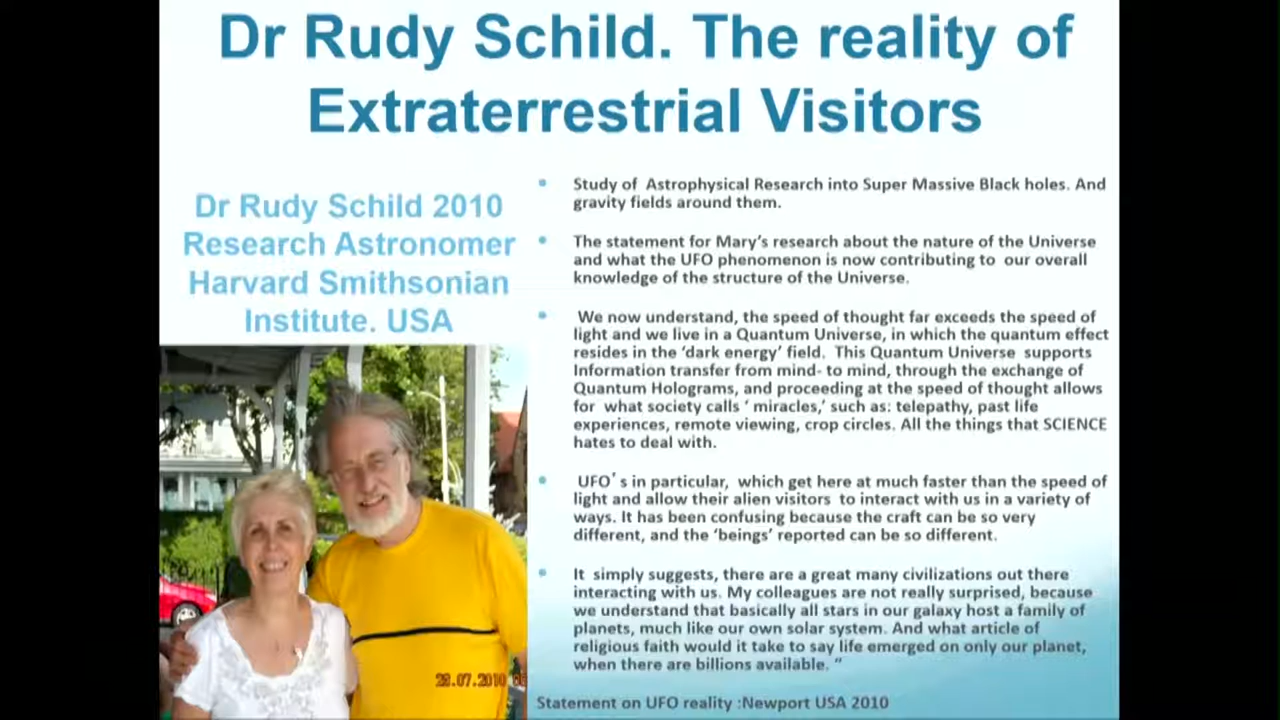 Dr Rudy Schild. The reality of
Extraterrestrial Visitors
Dr Rudy Schild 2010
Research Astronomer
Harvard Smithsonian
Institute. USA
• Study of Astrophysical Research into Super Massive Black holes. And
gravity fields around them.
• The statement for Mary's research about the nature of the Universe
and what the UFO phenomenon is now contributing to our overall
knowledge of the structure of the Universe.
• We now understand, the speed of thought far exceeds the speed of
light and we live in a Quantum Universe, in which the quantum effect
resides in the 'dark energy' field. This Quantum Universe supports
Information transfer from mind- to mind, through the exchange of
Quantum Holograms, and proceeding at the speed of thought allows
for what society calls ' miracles,' such as: telepathy, past life
experiences, remote viewing, crop circles. All the things that SCIENCE
hates to deal with.
• UFO's in particular, which get here at much faster than the speed of
light and allow their alien visitors to interact with us in a variety of
ways. It has been confusing because the craft can be so very
different, and the 'beings' reported can be so different.
• It simply suggests, there are a great many civilizations out there
interacting with us. My colleagues are not really surprised, because
we understand that basically all stars in our galaxy host a family of
planets, much like our own solar system. And what article of
religious faith would it take to say life emerged on only our planet,
when there are billions available. "
23.07.2010
Statement on UFO reality :Newport USA 2010